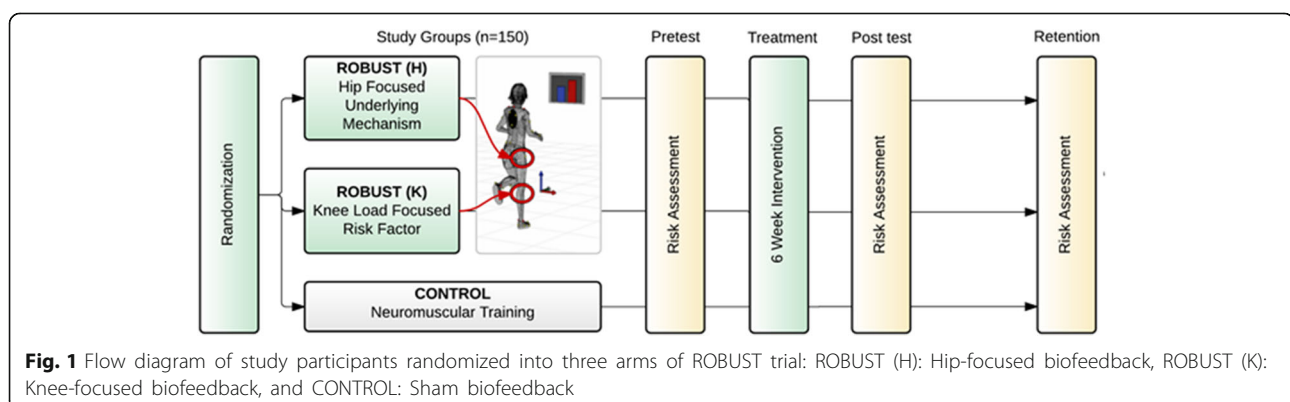 Study Groups (n=150)
Pretest
Treatment
Post test
Retention
Randomization
ROBUST (H)
Hip Focused
Underlying
Mechanism
ROBUST (K)
Knee Load Focused
Risk Factor
CONTROL
Neuromuscular Training
Risk Assessment
6 Week Intervention
Risk Assessment
Risk Assessment
Fig. 1 Flow diagram of study participants randomized into three arms of ROBUST trial: ROBUST (H): Hip-focused biofeedback, ROBUST (K):
Knee-focused biofeedback, and CONTROL: Sham biofeedback